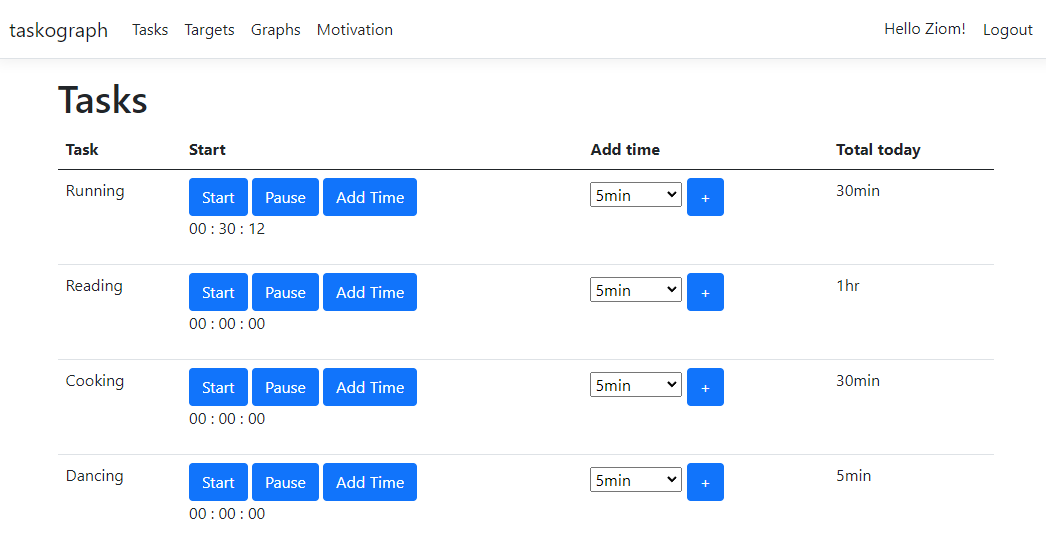 taskograph Tasks Targets Graphs Motivation Hello Ziom! Logout
Tasks
Task Start Add time Total today
Running Start Pause Add Time 5min + 30min
00 : 30 : 12
Reading Start Pause Add Time 5min + 1hr
00 : 00 : 00
Cooking Start Pause Add Time 5min + 30min
00 : 00 : 00
Dancing Start Pause Add Time 5min + 5min
00 : 00 : 00